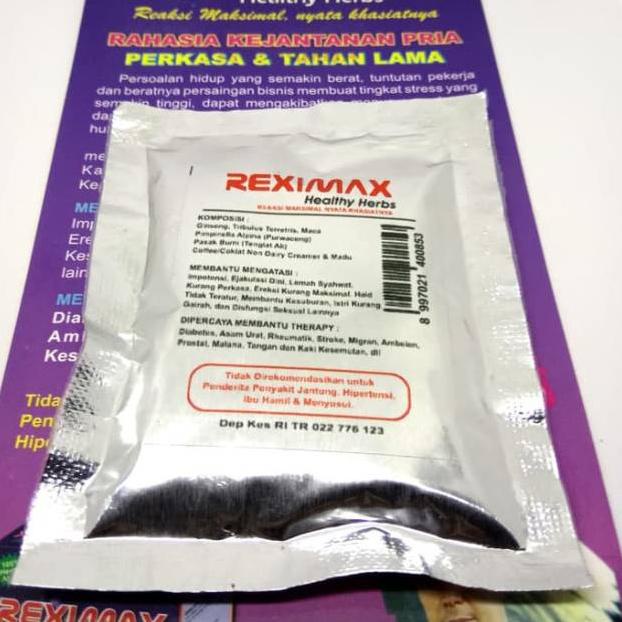 Healthy Herbs
Reaksi Maksimal, nyata khasiatnya
RAHASIA KEJANTANAN PRIA
PERKASA & TAHAN LAMA
Persoalan hidup yang semakin berat, tuntutan pekerja
dan beratnya persaingan bisnis membuat tingkat stress yang
semakin tinggi, dapat mengakibatkan
REXIMAX
Healthy Herbs
REAKSI MAKSIMAL, NYATA KHASIATNYA
KOMPOSISI :
Ginseng, Tribulus Terretris, Maca
Pimpinella Alpina (Purwaceng)
Pasak Bumi (Tongkat Ali)
Coffee/Coklat Non Dairy Creamer & Madu
MEMBANTU MENGATASI :
Impotensi, Ejakulasi Dini, Lemah Syahwat,
Kurang Perkasa, Ereksi Kurang Maksimal, Haid
Tidak Teratur, Membantu Kesuburan, Istri Kurang
Gairah, dan Disfungsi Seksual Lainnya
DIPERCAYA MEMBANTU THERAPY :
Diabetes, Asam Urat, Rheumatik, Stroke, Migran, Ambeien,
Prostat, Malaria, Tangan dan Kaki Kesemutan, dll
8 997021 400853
Tidak Direkomendasikan untuk
Penderita Penyakit Jantung, Hipertensi,
Ibu Hamil & Menyusui.
Dep Kes RI TR 022 776 123
REXIMAX